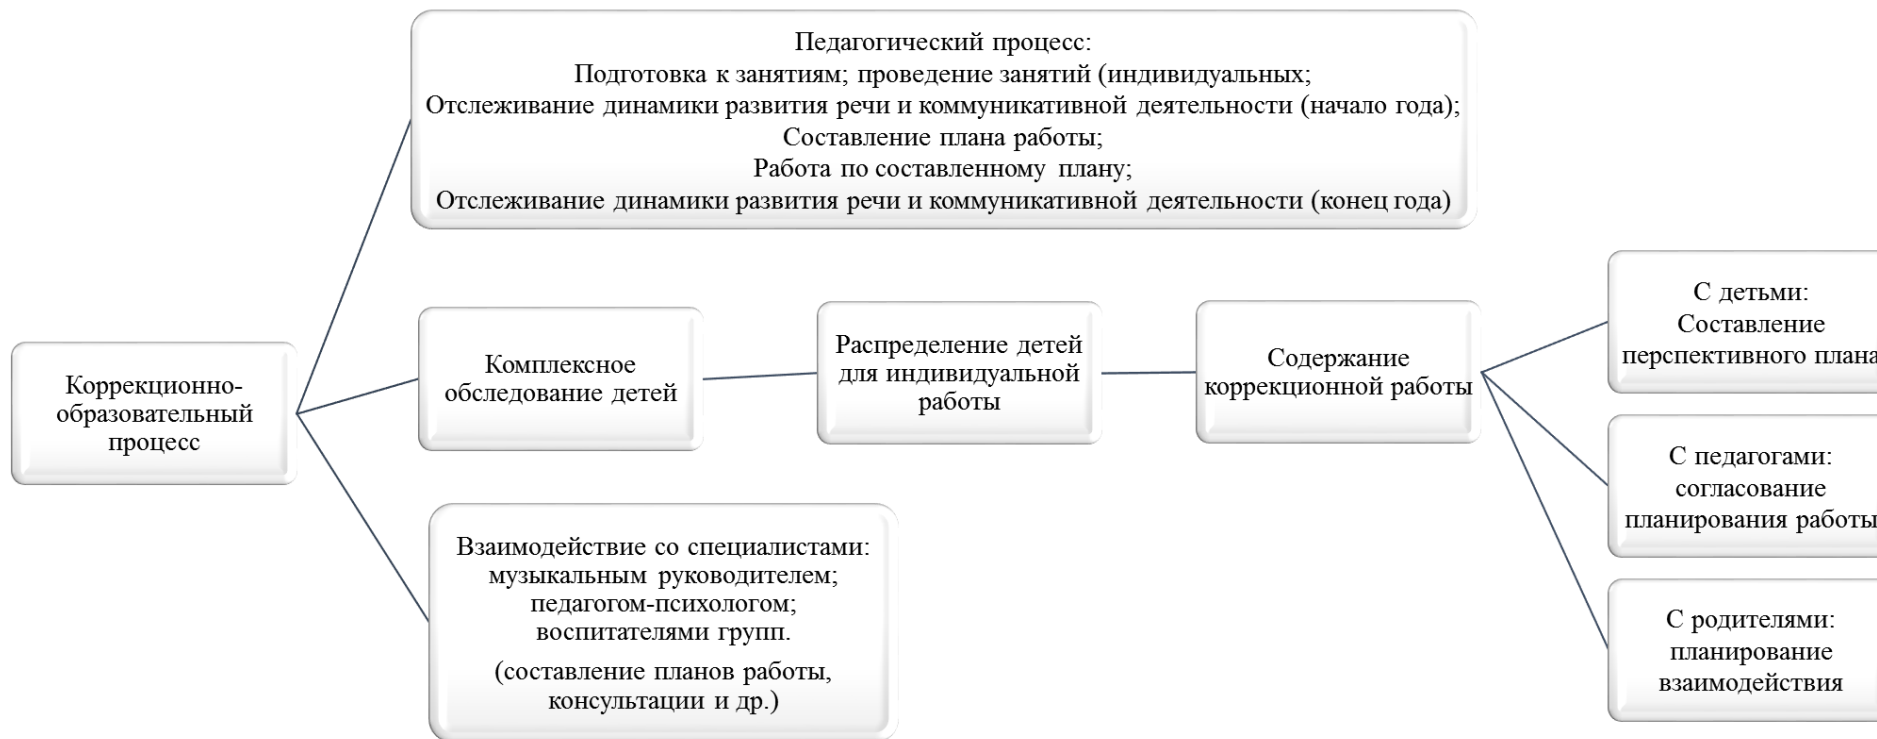 Педагогический процесс:
Подготовка к занятиям; проведение занятий (индивидуальных;
Отслеживание динамики развития речи и коммуникативной деятельности (начало года);
Составление плана работы;
Работа по составленному плану;
Отслеживание динамики развития речи и коммуникативной деятельности (конец года)
Коррекционно-
образовательный
процесс
Комплексное
обследование детей
Распределение детей
для индивидуальной
работы
Содержание
коррекционной работы
С детьми:
Составление
перспективного плана
С педагогами:
согласование
планирования работы
С родителями:
планирование
взаимодействия
Взаимодействие со специалистами:
музыкальным руководителем;
педагогом-психологом;
воспитателями групп.
(составление планов работы,
консультации и др.)